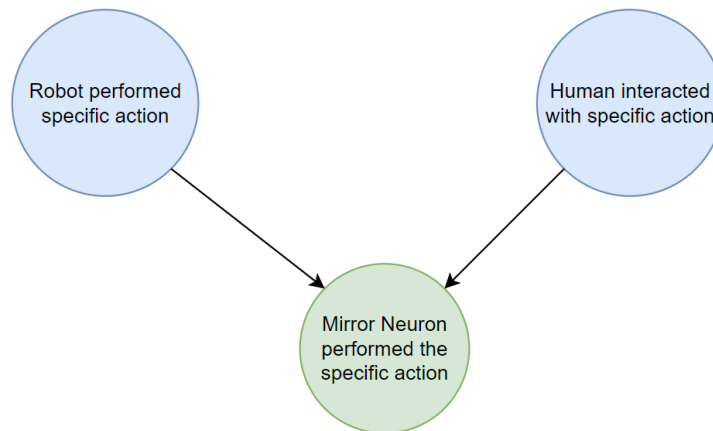 Robot performed
specific action
Human interacted
with specific action
Mirror Neuron
performed the
specific action